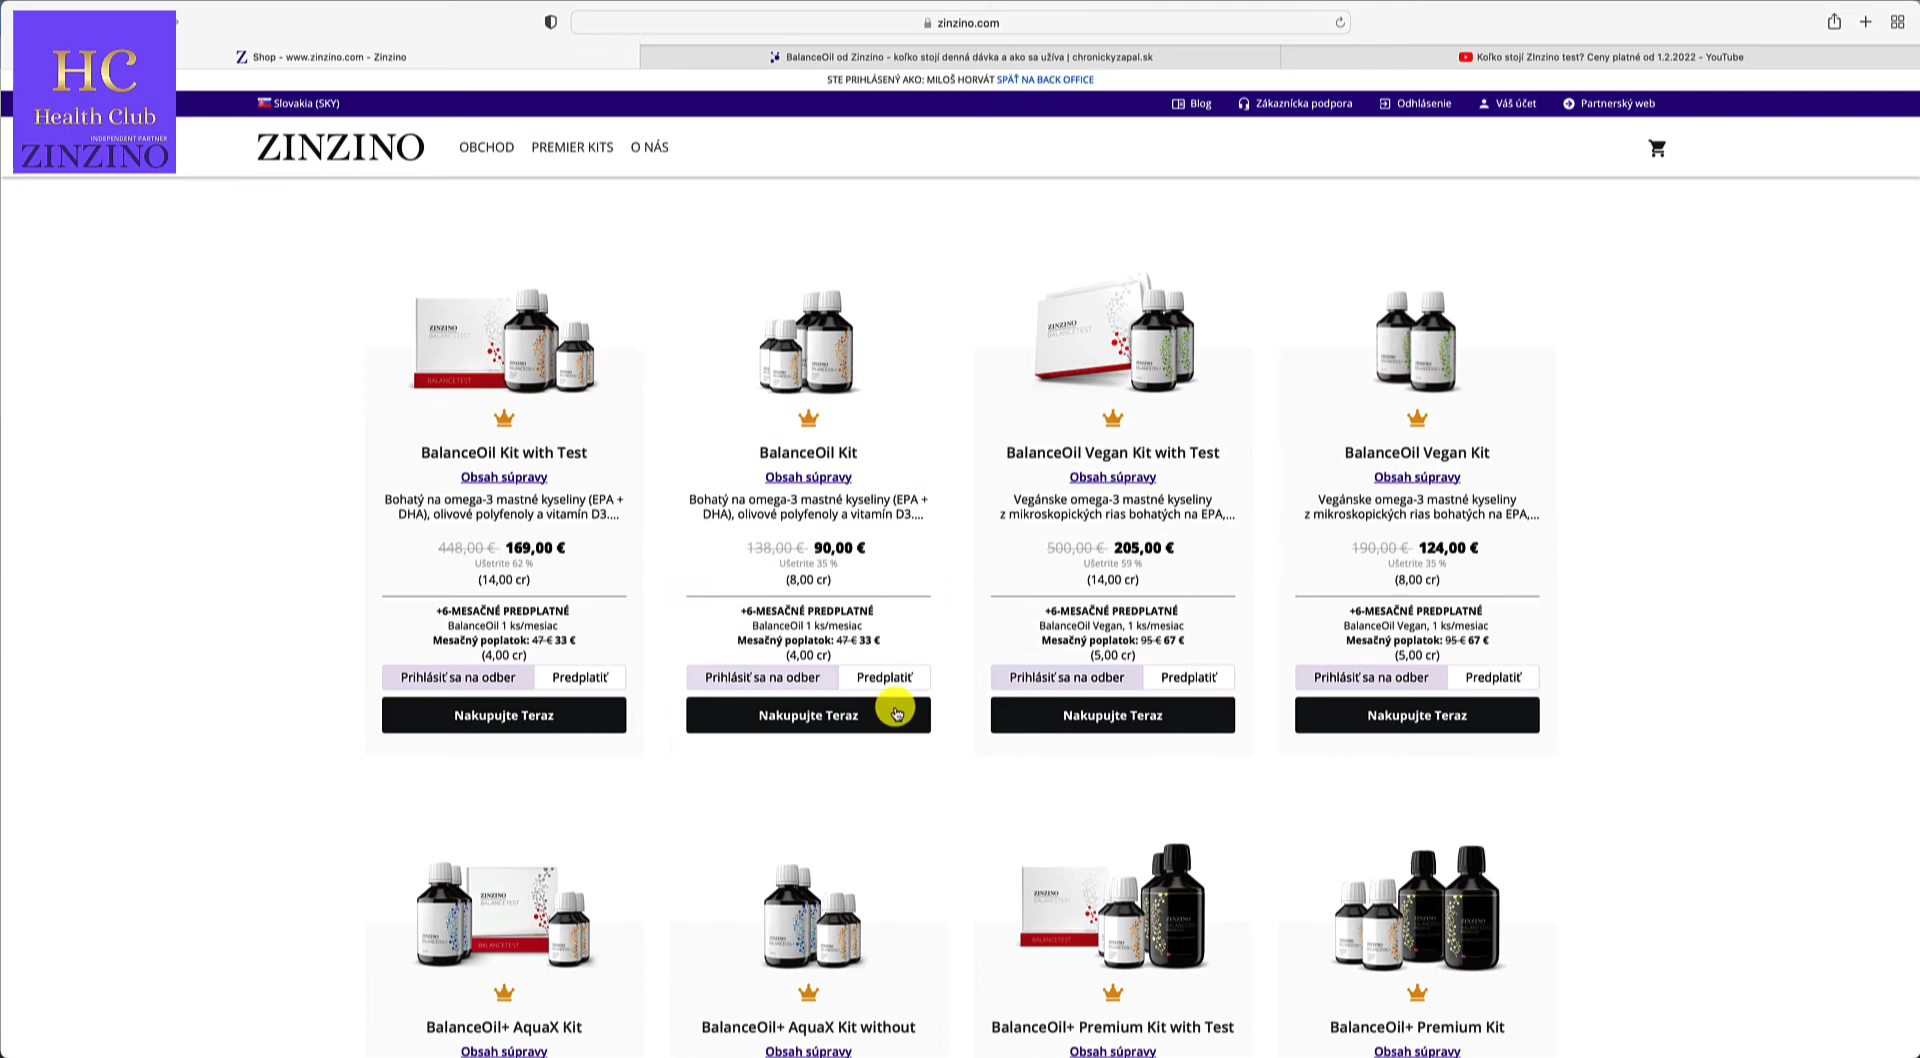 HC
Health Club
INDEPENDENT PARTNER
ZINZINO
zinzino.com
Shop - www.zinzino.com - Zinzino
BalanceOil od Zinzino - koľko stojí denná dávka a ako sa užíva | chronickyzapal.sk
Koľko stojí ZInzino test? Ceny platné od 1.2.2022 - YouTube
STE PRIHLÁSENÝ AKO: MILOŠ HORVÁT SPÄŤ NA BACK OFFICE
Slovakia (SKY)
Blog
Zákaznícka podpora
Odhlásenie
Váš účet
Partnerský web
ZINZINO
OBCHOD
PREMIER KITS
O NÁS
ZINZINO
BALANCETEST
BALANCETEST
BalanceOil Kit with Test
Obsah súpravy
Bohatý na omega-3 mastné kyseliny (EPA +
DHA), olivové polyfenoly a vitamín D3....
448,00 € 169,00 €
Ušetrite 62 %
(14,00 cr)
+6-MESAČNÉ PREDPLATNÉ
BalanceOil 1 ks/mesiac
Mesačný poplatok: 47 € 33 €
(4,00 cr)
Prihlásiť sa na odber
Predplatiť
Nakupujte Teraz
BalanceOil Kit
Obsah súpravy
Bohatý na omega-3 mastné kyseliny (EPA +
DHA), olivové polyfenoly a vitamín D3....
138,00 € 90,00 €
Ušetrite 35 %
(8,00 cr)
+6-MESAČNÉ PREDPLATNÉ
BalanceOil 1 ks/mesiac
Mesačný poplatok: 47 € 33 €
(4,00 cr)
Prihlásiť sa na odber
Predplatiť
Nakupujte Teraz
ZINZINO
BALANCETEST
BalanceOil Vegan Kit with Test
Obsah súpravy
Vegánske omega-3 mastné kyseliny
z mikroskopických rias bohatých na EPA,...
500,00 € 205,00 €
Ušetrite 59 %
(14,00 cr)
+6-MESAČNÉ PREDPLATNÉ
BalanceOil Vegan, 1 ks/mesiac
Mesačný poplatok: 95 € 67 €
(5,00 cr)
Prihlásiť sa na odber
Predplatiť
Nakupujte Teraz
BalanceOil Vegan Kit
Obsah súpravy
Vegánske omega-3 mastné kyseliny
z mikroskopických rias bohatých na EPA,...
190,00 € 124,00 €
Ušetrite 35 %
(8,00 cr)
+6-MESAČNÉ PREDPLATNÉ
BalanceOil Vegan, 1 ks/mesiac
Mesačný poplatok: 95 € 67 €
(5,00 cr)
Prihlásiť sa na odber
Predplatiť
Nakupujte Teraz
ZINZINO
BALANCETEST
BALANCETEST
BalanceOil+ AquaX Kit
Obsah súpravy
BalanceOil+ AquaX Kit without
Obsah súpravy
ZINZINO
BALANCETEST
BALANCETEST
BalanceOil+ Premium Kit with Test
Obsah súpravy
BalanceOil+ Premium Kit
Obsah súpravy